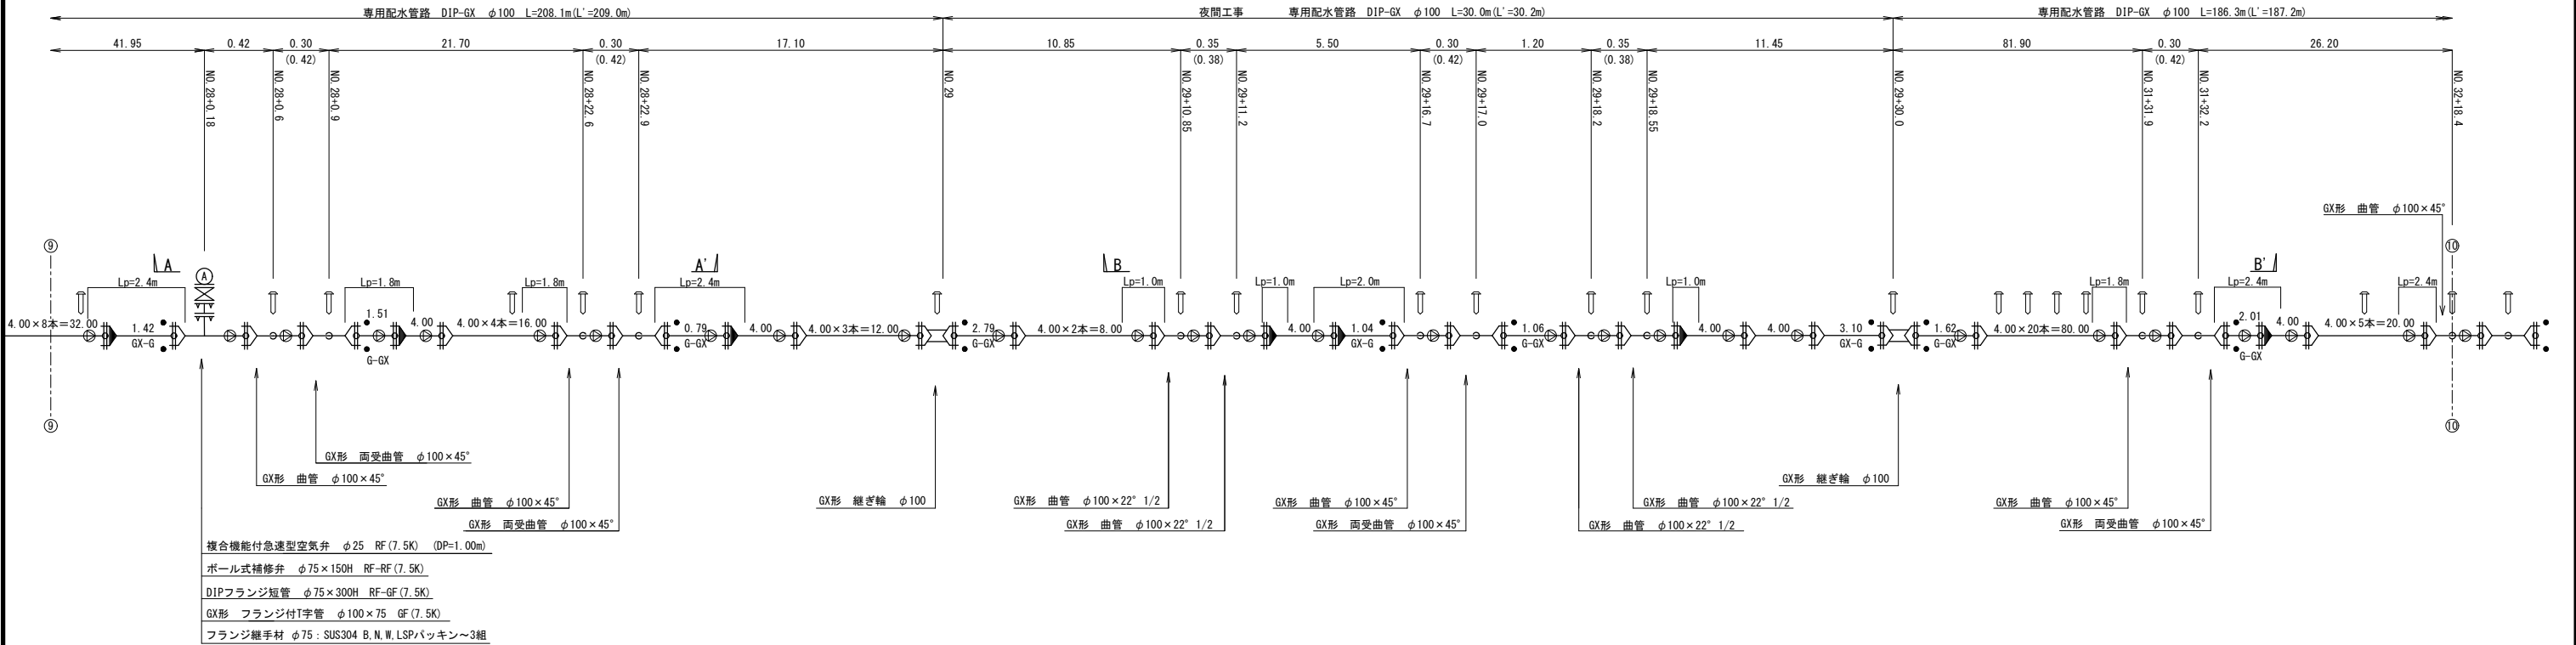 専用配水管路 DIP-GX φ100 L=208.1m(L'=209.0m)
夜間工事 専用配水管路 DIP-GX φ100 L=30.0m(L'=30.2m)
専用配水管路 DIP-GX φ100 L=186.3m(L'=187.2m)
41.95 0.42 0.30 21.70 0.30 17.10 10.85 0.35 5.50 0.30 1.20 0.35 11.45 81.90 0.30 26.20
(0.42) (0.42) (0.38) (0.42) (0.38) (0.42)
NO.28+0.18
NO.28+0.6
NO.28+0.9
NO.28+22.6
NO.28+22.9
NO.29
NO.29+10.85
NO.29+11.2
NO.29+16.7
NO.29+17.0
NO.29+18.2
NO.29+18.55
NO.29+30.0
NO.31+31.9
NO.31+32.2
NO.32+18.4
GX形 曲管 φ100×45°
⑨ ⑩
A A' B B'
Ⓐ
Lp=2.4m Lp=1.8m Lp=1.8m Lp=2.4m Lp=1.0m Lp=1.0m Lp=2.0m Lp=1.0m Lp=1.8m Lp=2.4m Lp=2.4m
4.00×8本=32.00 1.42 1.51 4.00 4.00×4本=16.00 0.79 4.00 4.00×3本=12.00 2.79 4.00×2本=8.00 4.00 1.04 1.06 4.00 4.00 3.10 1.62 4.00×20本=80.00 2.01 4.00 4.00×5本=20.00
GX-G G-GX G-GX G-GX GX-G G-GX GX-G G-GX G-GX
⑨ ⑩
GX形 両受曲管 φ100×45°
GX形 曲管 φ100×45°
GX形 曲管 φ100×45°
GX形 両受曲管 φ100×45°
GX形 継ぎ輪 φ100
GX形 曲管 φ100×22°1/2
GX形 曲管 φ100×22°1/2
GX形 曲管 φ100×45°
GX形 両受曲管 φ100×45°
GX形 曲管 φ100×22°1/2
GX形 曲管 φ100×22°1/2
GX形 継ぎ輪 φ100
GX形 曲管 φ100×45°
GX形 両受曲管 φ100×45°
複合機能付急速型空気弁 φ25 RF(7.5K) (DP=1.00m)
ボール式補修弁 φ75×150H RF-RF(7.5K)
DIPフランジ短管 φ75×300H RF-GF(7.5K)
GX形 フランジ付T字管 φ100×75 GF(7.5K)
フランジ継手材 φ75：SUS304 B,N,W,LSPパッキン～3組